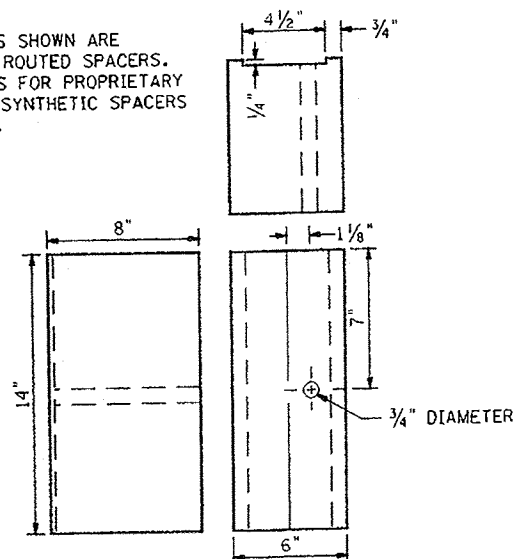 S SHOWN ARE
ROUTED SPACERS.
S FOR PROPRIETARY
SYNTHETIC SPACERS
4 1/2"
3/4"
1/4"
8"
1 1/8"
7"
14"
3/4" DIAMETER
6"